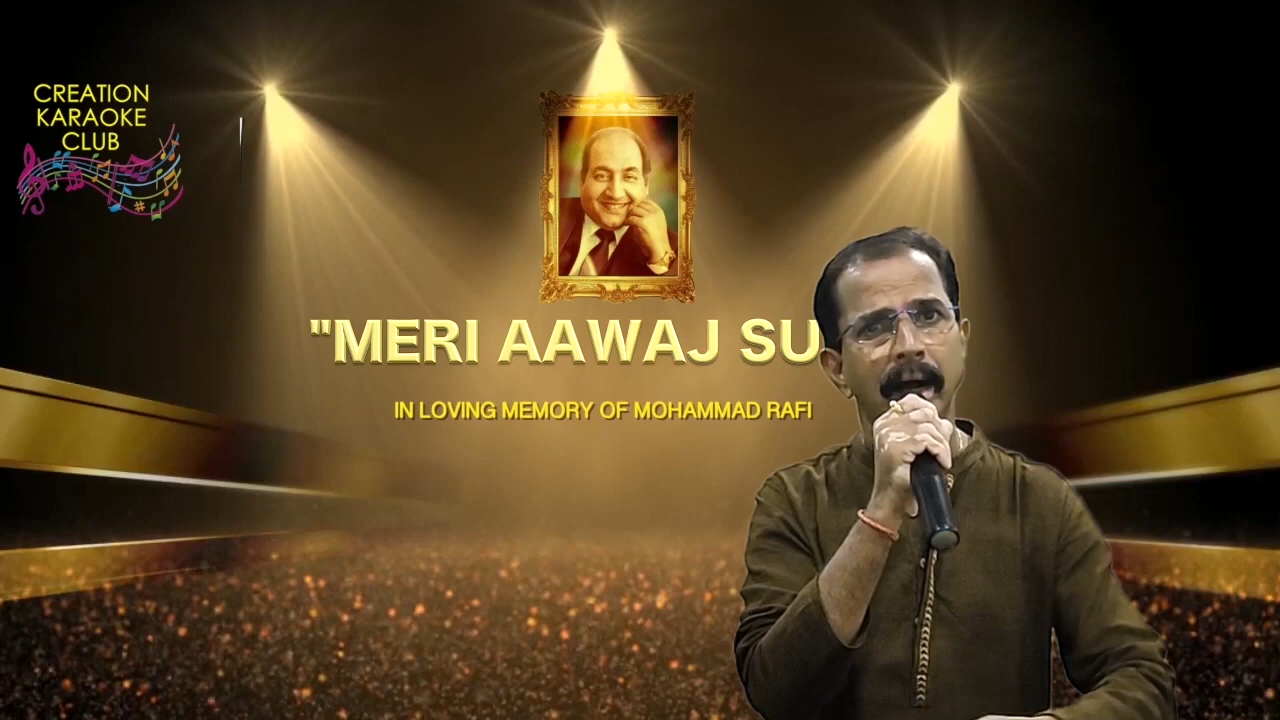 CREATION
KARAOKE
CLUB
"MERI AAWAJ SU
IN LOVING MEMORY OF MOHAMMAD RAFI